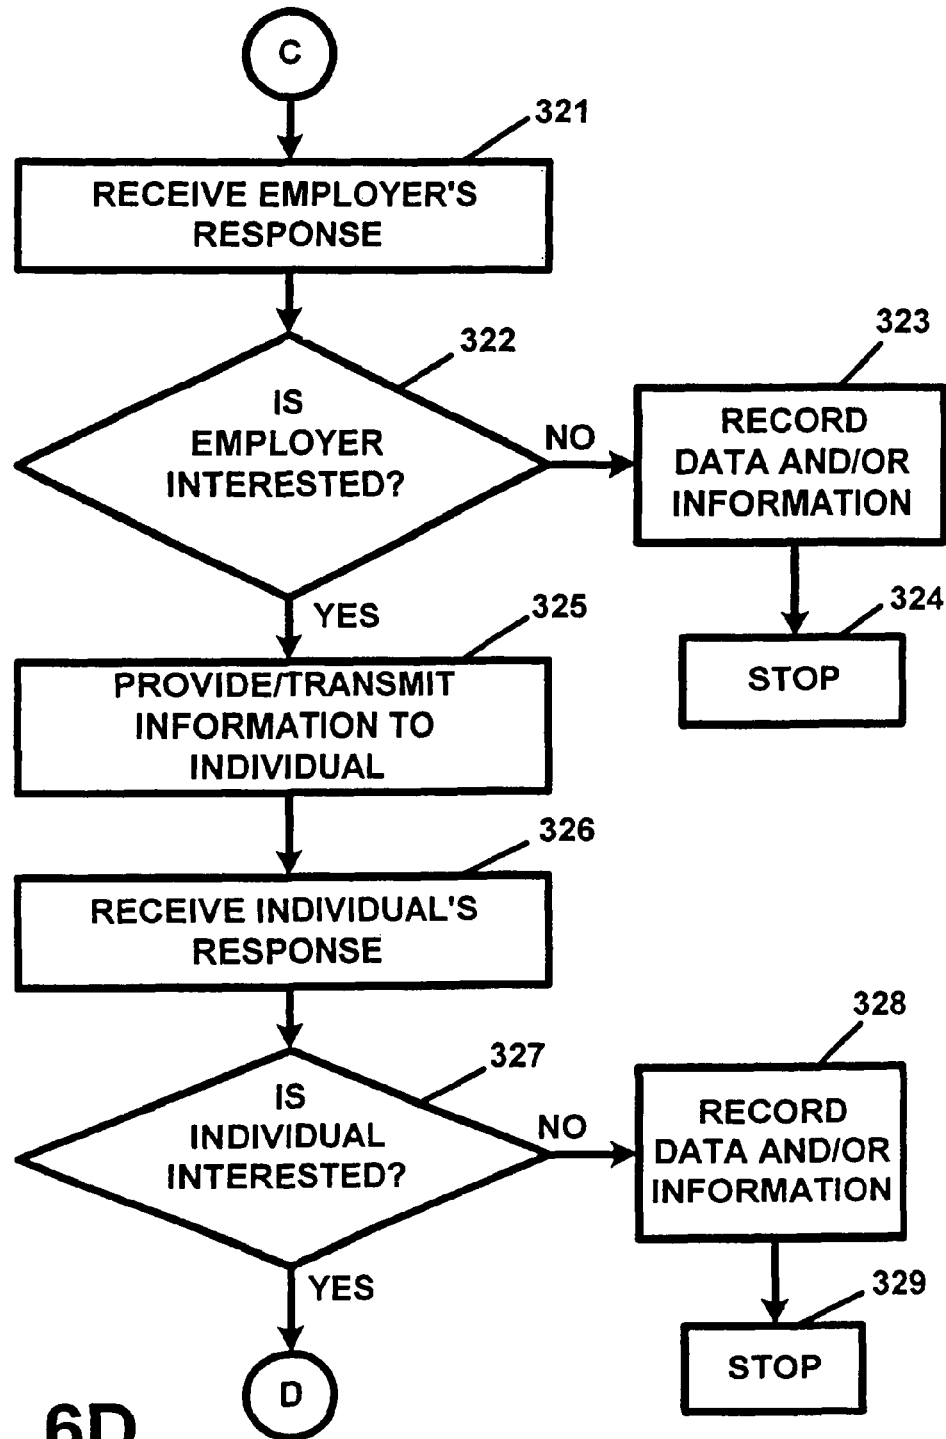 C
321
RECEIVE EMPLOYER'S
RESPONSE
322
IS
EMPLOYER
INTERESTED?
NO
323
RECORD
DATA AND/OR
INFORMATION
324
STOP
YES
325
PROVIDE/TRANSMIT
INFORMATION TO
INDIVIDUAL
326
RECEIVE INDIVIDUAL'S
RESPONSE
327
IS
INDIVIDUAL
INTERESTED?
NO
328
RECORD
DATA AND/OR
INFORMATION
329
STOP
YES
D
6D